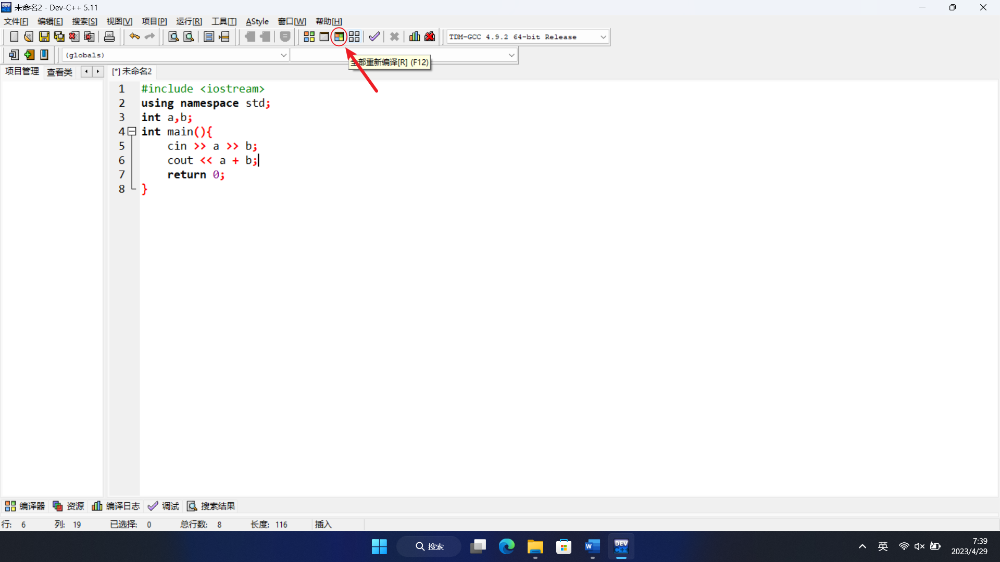 未命名2 - Dev-C++ 5.11
文件[F] 编辑[E] 搜索[S] 视图[V] 项目[P] 运行[R] 工具[T] AStyle 窗口[W] 帮助[H]
TDM-GCC 4.9.2 64-bit Release
(globals)
全部重新编译[R] (F12)
项目管理 查看类 [*] 未命名2
1 #include <iostream>
2 using namespace std;
3 int a,b;
4 int main(){
5 cin >> a >> b;
6 cout << a + b;
7 return 0;
8 }
编译器 资源 编译日志 调试 搜索结果
行: 6 列: 19 已选择: 0 总行数: 8 长度: 116 插入
搜索
W
DEV C++
英
7:39
2023/4/29